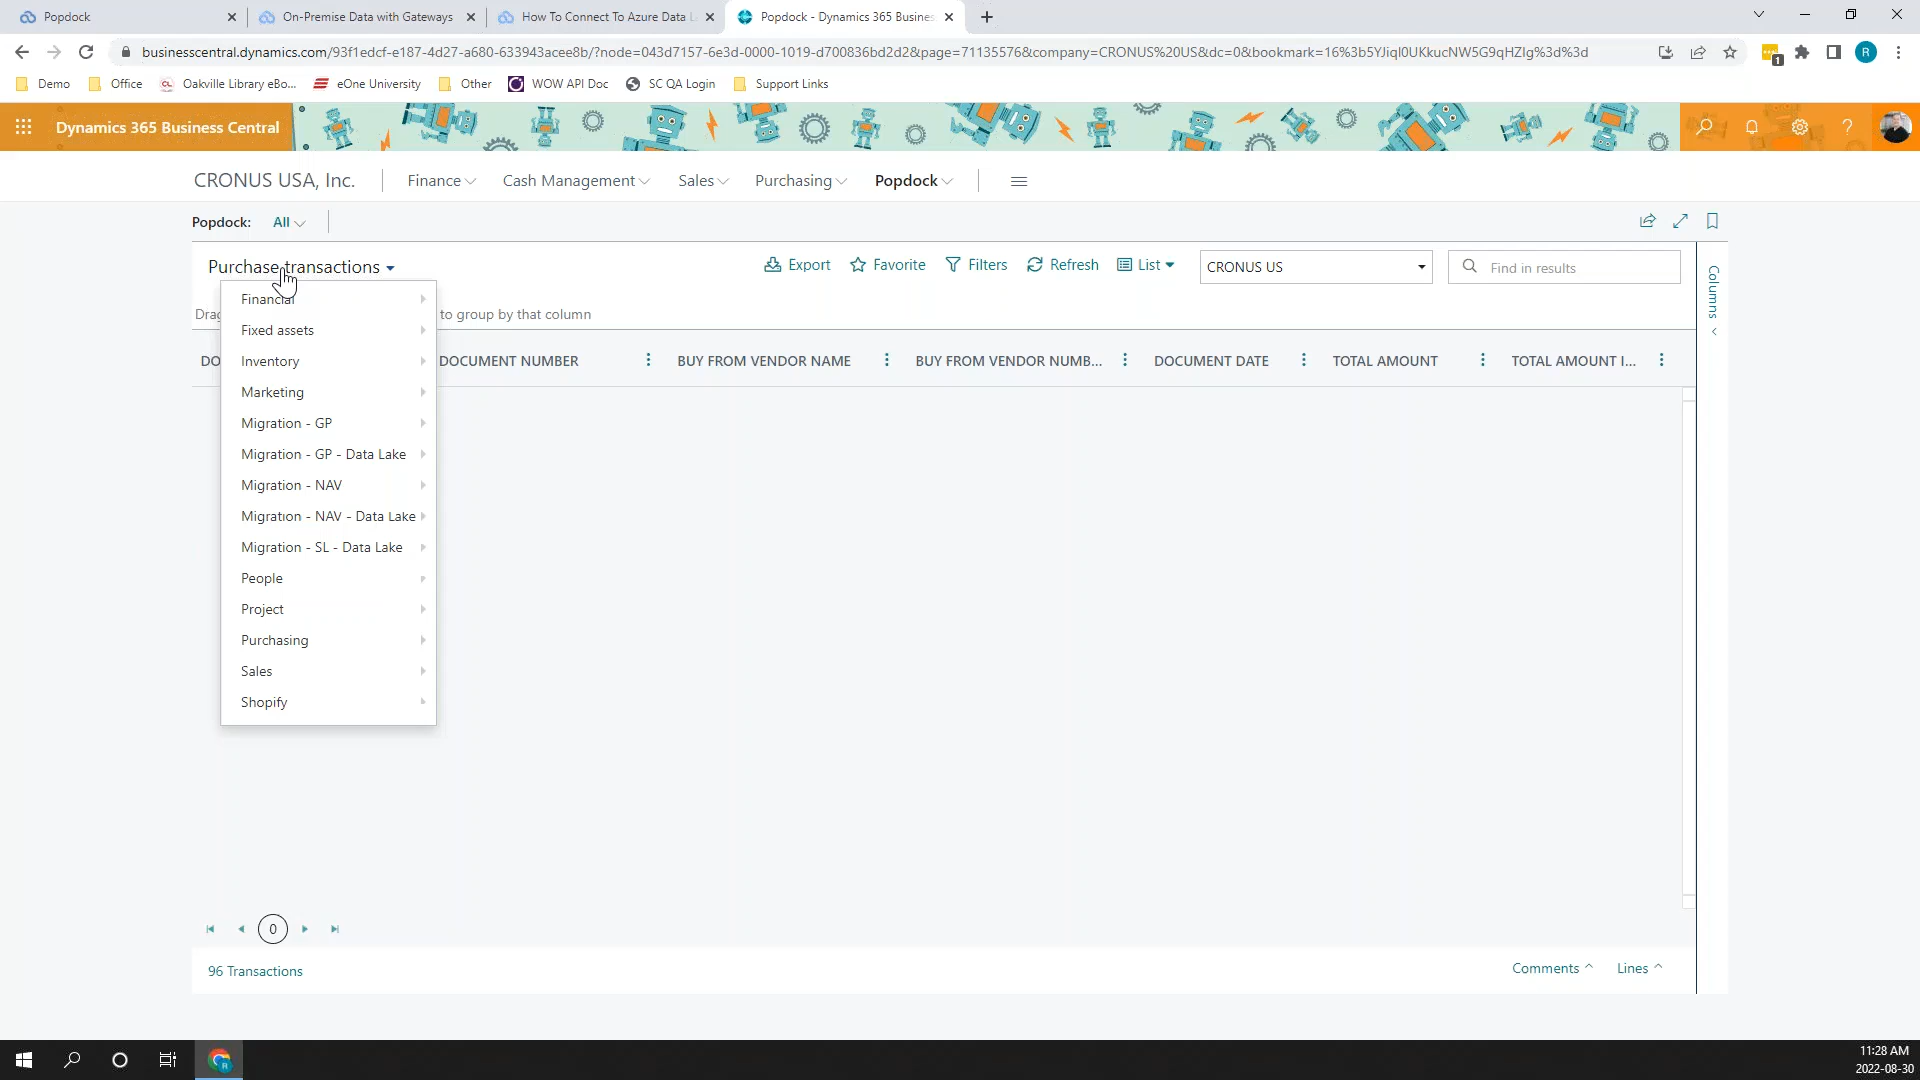 Popdock
On-Premise Data with Gateways
How To Connect To Azure Data L
Popdock - Dynamics 365 Busines
businesscentral.dynamics.com/93f1edcf-e187-4d27-a680-633943acee8b/?node=043d7157-6e3d-0000-1019-d700836bd2d2&page=71135576&company=CRONUS%20US&dc=0&bookmark=16%3b5YJiqI0UKkucNW5G9qHZIg%3d%3d
1
R
Demo
Office
CL Oakville Library eBo...
eOne University
Other
WOW API Doc
SC QA Login
Support Links
Dynamics 365 Business Central
?
CRONUS USA, Inc.
Finance
Cash Management
Sales
Purchasing
Popdock
Popdock:
All
Purchase transactions
Export
Favorite
Filters
Refresh
List
CRONUS US
Find in results
Columns
Drag
to group by that column
DO
DOCUMENT NUMBER
BUY FROM VENDOR NAME
BUY FROM VENDOR NUMB...
DOCUMENT DATE
TOTAL AMOUNT
TOTAL AMOUNT I...
Financial
Fixed assets
Inventory
Marketing
Migration - GP
Migration - GP - Data Lake
Migration - NAV
Migration - NAV - Data Lake
Migration - SL - Data Lake
People
Project
Purchasing
Sales
Shopify
0
96 Transactions
Comments
Lines
R
11:28 AM
2022-08-30